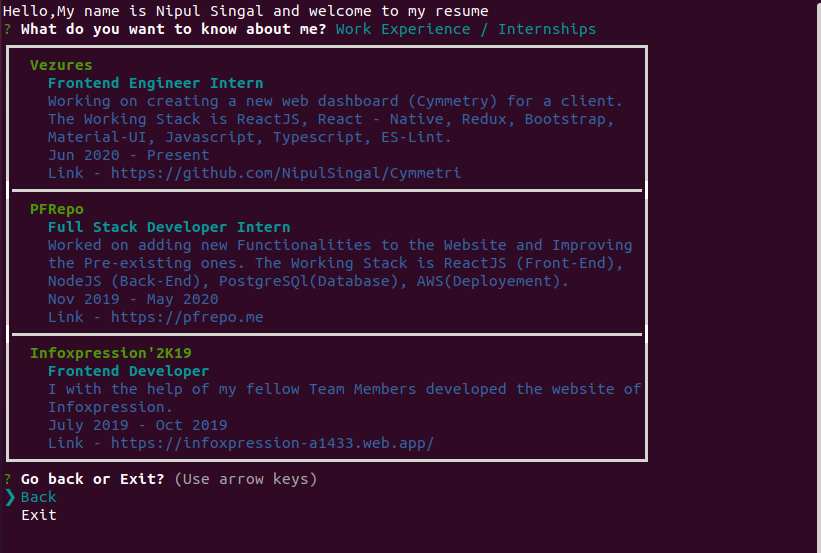 Hello,My name is Nipul Singal and welcome to my resume
? What do you want to know about me? Work Experience / Internships
Vezures
Frontend Engineer Intern
Working on creating a new web dashboard (Cymmetry) for a client.
The Working Stack is ReactJS, React - Native, Redux, Bootstrap,
Material-UI, Javascript, Typescript, ES-Lint.
Jun 2020 - Present
Link - https://github.com/NipulSingal/Cymmetri
PFRepo
Full Stack Developer Intern
Worked on adding new Functionalities to the Website and Improving
the Pre-existing ones. The Working Stack is ReactJS (Front-End),
NodeJS (Back-End), PostgreSQl(Database), AWS(Deployement).
Nov 2019 - May 2020
Link - https://pfrepo.me
Infoxpression'2K19
Frontend Developer
I with the help of my fellow Team Members developed the website of
Infoxpression.
July 2019 - Oct 2019
Link - https://infoxpression-a1433.web.app/
? Go back or Exit? (Use arrow keys)
❯ Back
Exit